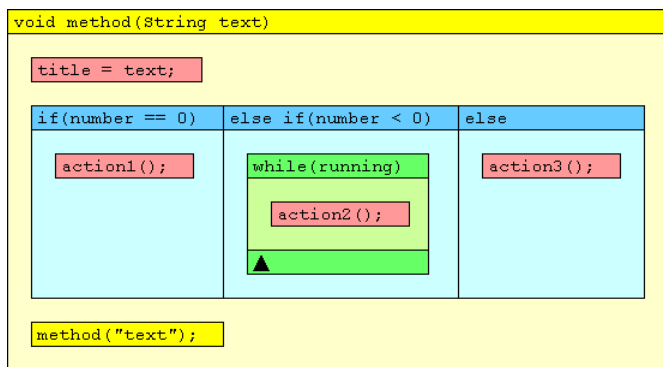 void method(String text)
title = text;
if(number == 0) else if(number < 0) else
action1(); while(running) action3();
action2();
method("text");